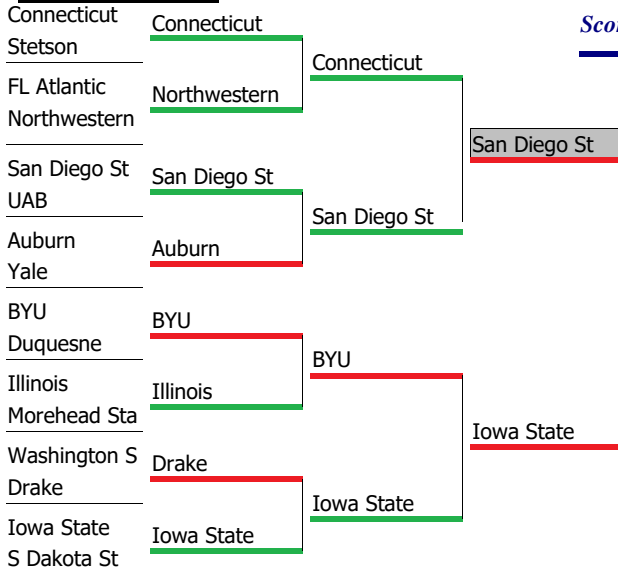 Connecticut
Stetson
FL Atlantic
Northwestern
San Diego St
UAB
Auburn
Yale
BYU
Duquesne
Illinois
Morehead Sta
Washington S
Drake
Iowa State
S Dakota St
Connecticut
Northwestern
San Diego St
Auburn
BYU
Illinois
Drake
Iowa State
Connecticut
San Diego St
BYU
Iowa State
San Diego St
Iowa State